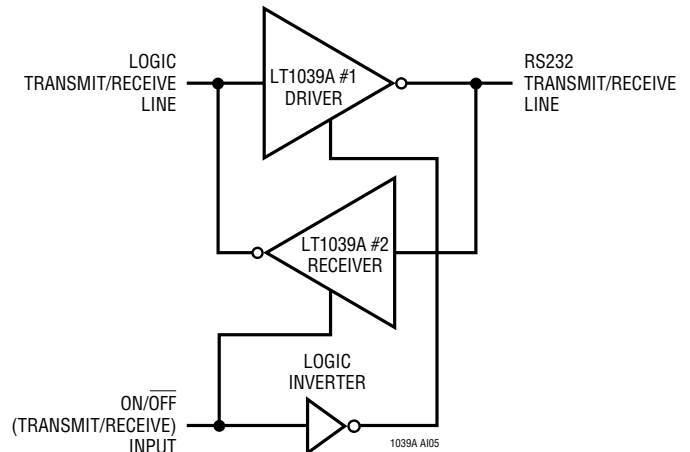 LOGIC
TRANSMIT/RECEIVE
LINE
LT1039A #1
DRIVER
RS232
TRANSMIT/RECEIVE
LINE
LT1039A #2
RECEIVER
LOGIC
INVERTER
ON/OFF
(TRANSMIT/RECEIVE)
INPUT
1039A AI05